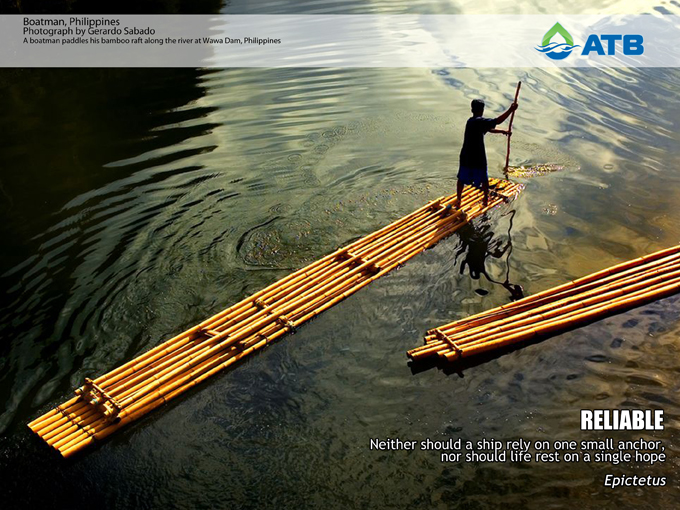 Boatman, Philippines
Photograph by Gerardo Sabado
A boatman paddles his bamboo raft along the river at Wawa Dam, Philippines
ATB
RELIABLE
Neither should a ship rely on one small anchor,
nor should life rest on a single hope
Epictetus